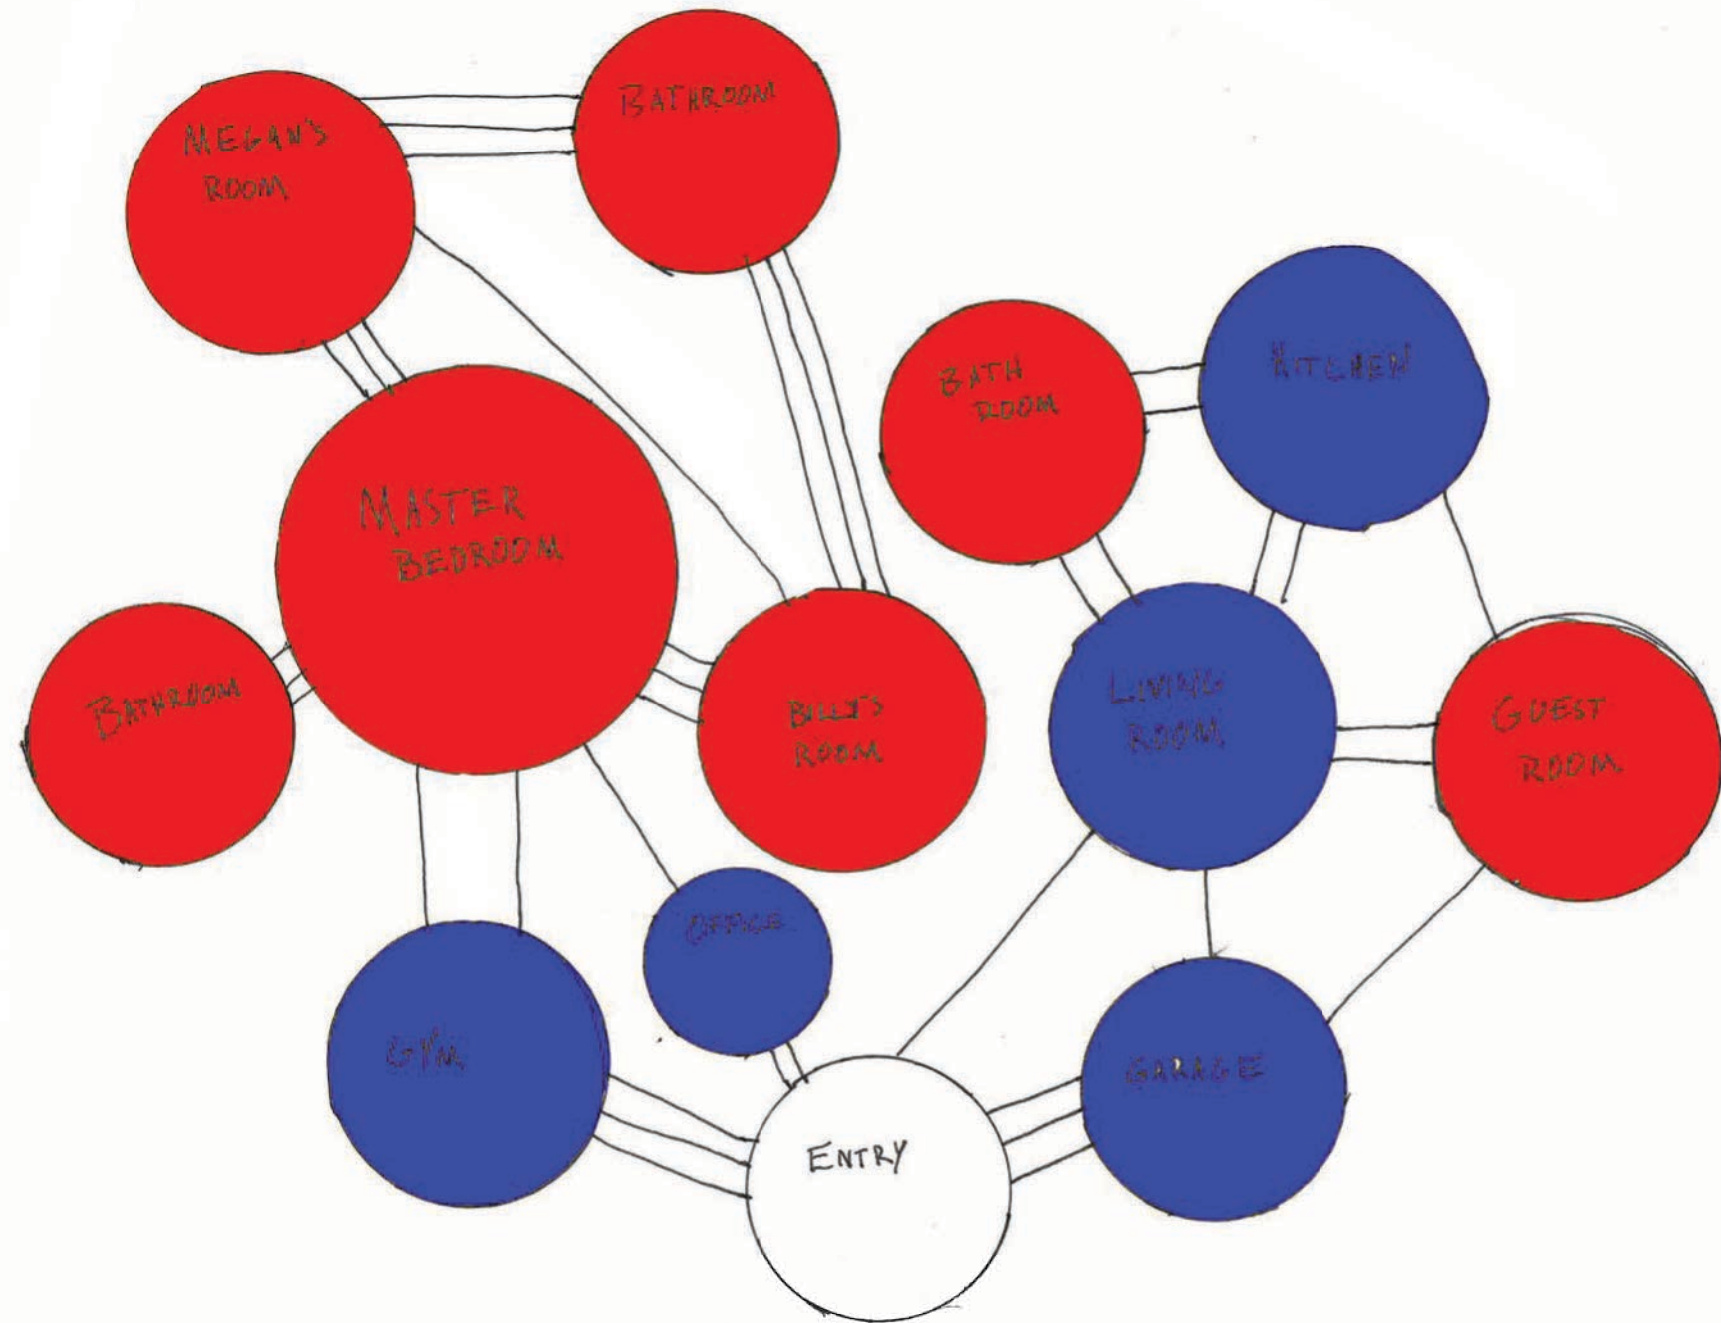 MEGAN'S
ROOM
BATHROOM
BATH
ROOM
KITCHEN
MASTER
BEDROOM
BATHROOM
BILLY'S
ROOM
LIVING
ROOM
GUEST
ROOM
OFFICE
GYM
GARAGE
ENTRY